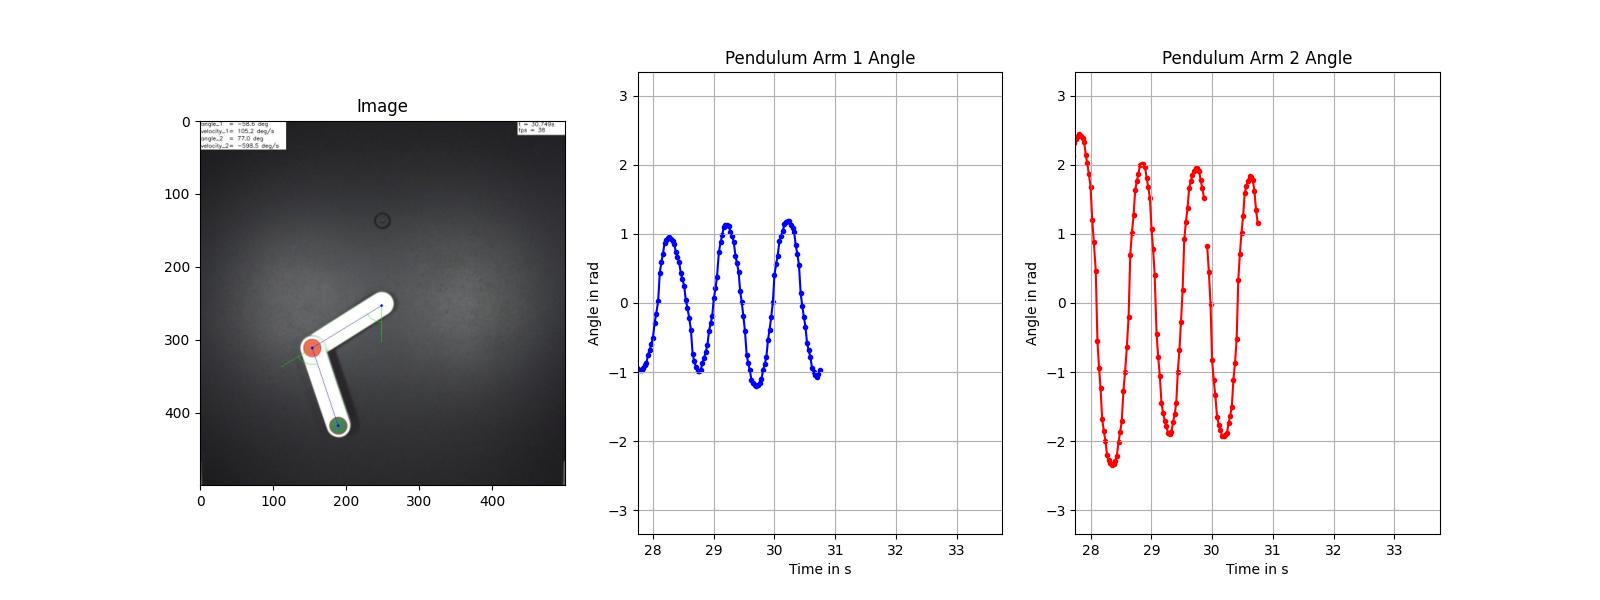 Image
Pendulum Arm 1 Angle
Pendulum Arm 2 Angle
angle_1 = -58.6 deg
velocity_1= 105.2 deg/s
angle_2 = 77.0 deg
velocity_2= -598.5 deg/s
t = 30.749s
fps = 38
0
100
200
300
400
0 100 200 300 400
3
2
1
0
−1
−2
−3
Angle in rad
28 29 30 31 32 33
Time in s
3
2
1
0
−1
−2
−3
Angle in rad
28 29 30 31 32 33
Time in s